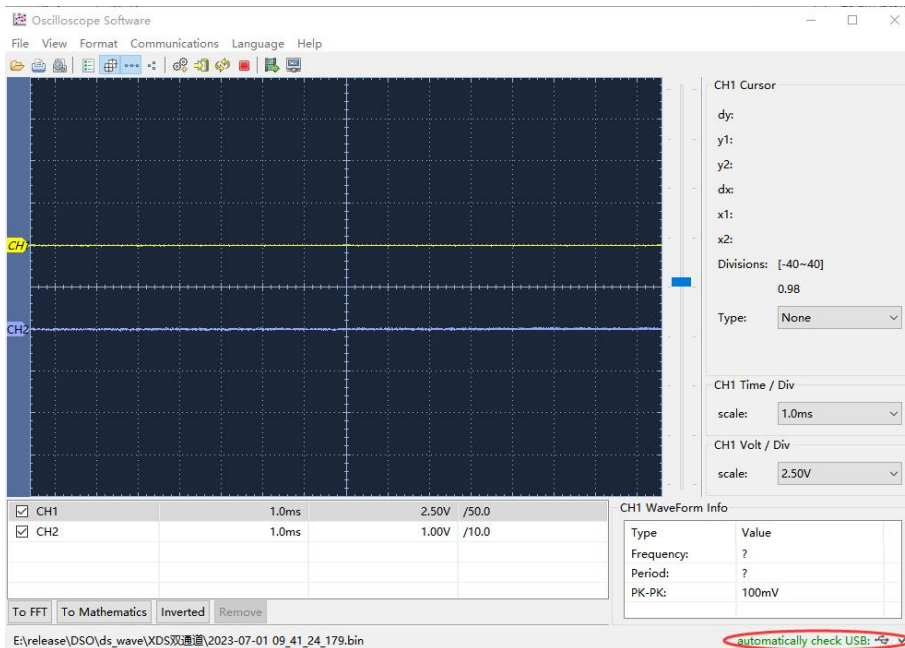 Oscilloscope Software
File View Format Communications Language Help
CH1 Cursor
dy:
y1:
y2:
dx:
x1:
x2:
Divisions: [-40~40]
0.98
Type: None
CH1 Time / Div
scale: 1.0ms
CH1 Volt / Div
scale: 2.50V
CH
CH2
CH1 1.0ms 2.50V /50.0
CH2 1.0ms 1.00V /10.0
CH1 WaveForm Info
Type Value
Frequency: ?
Period: ?
PK-PK: 100mV
To FFT To Mathematics Inverted Remove
E:\release\DSO\ds_wave\XDS双通道\2023-07-01 09_41_24_179.bin
automatically check USB: